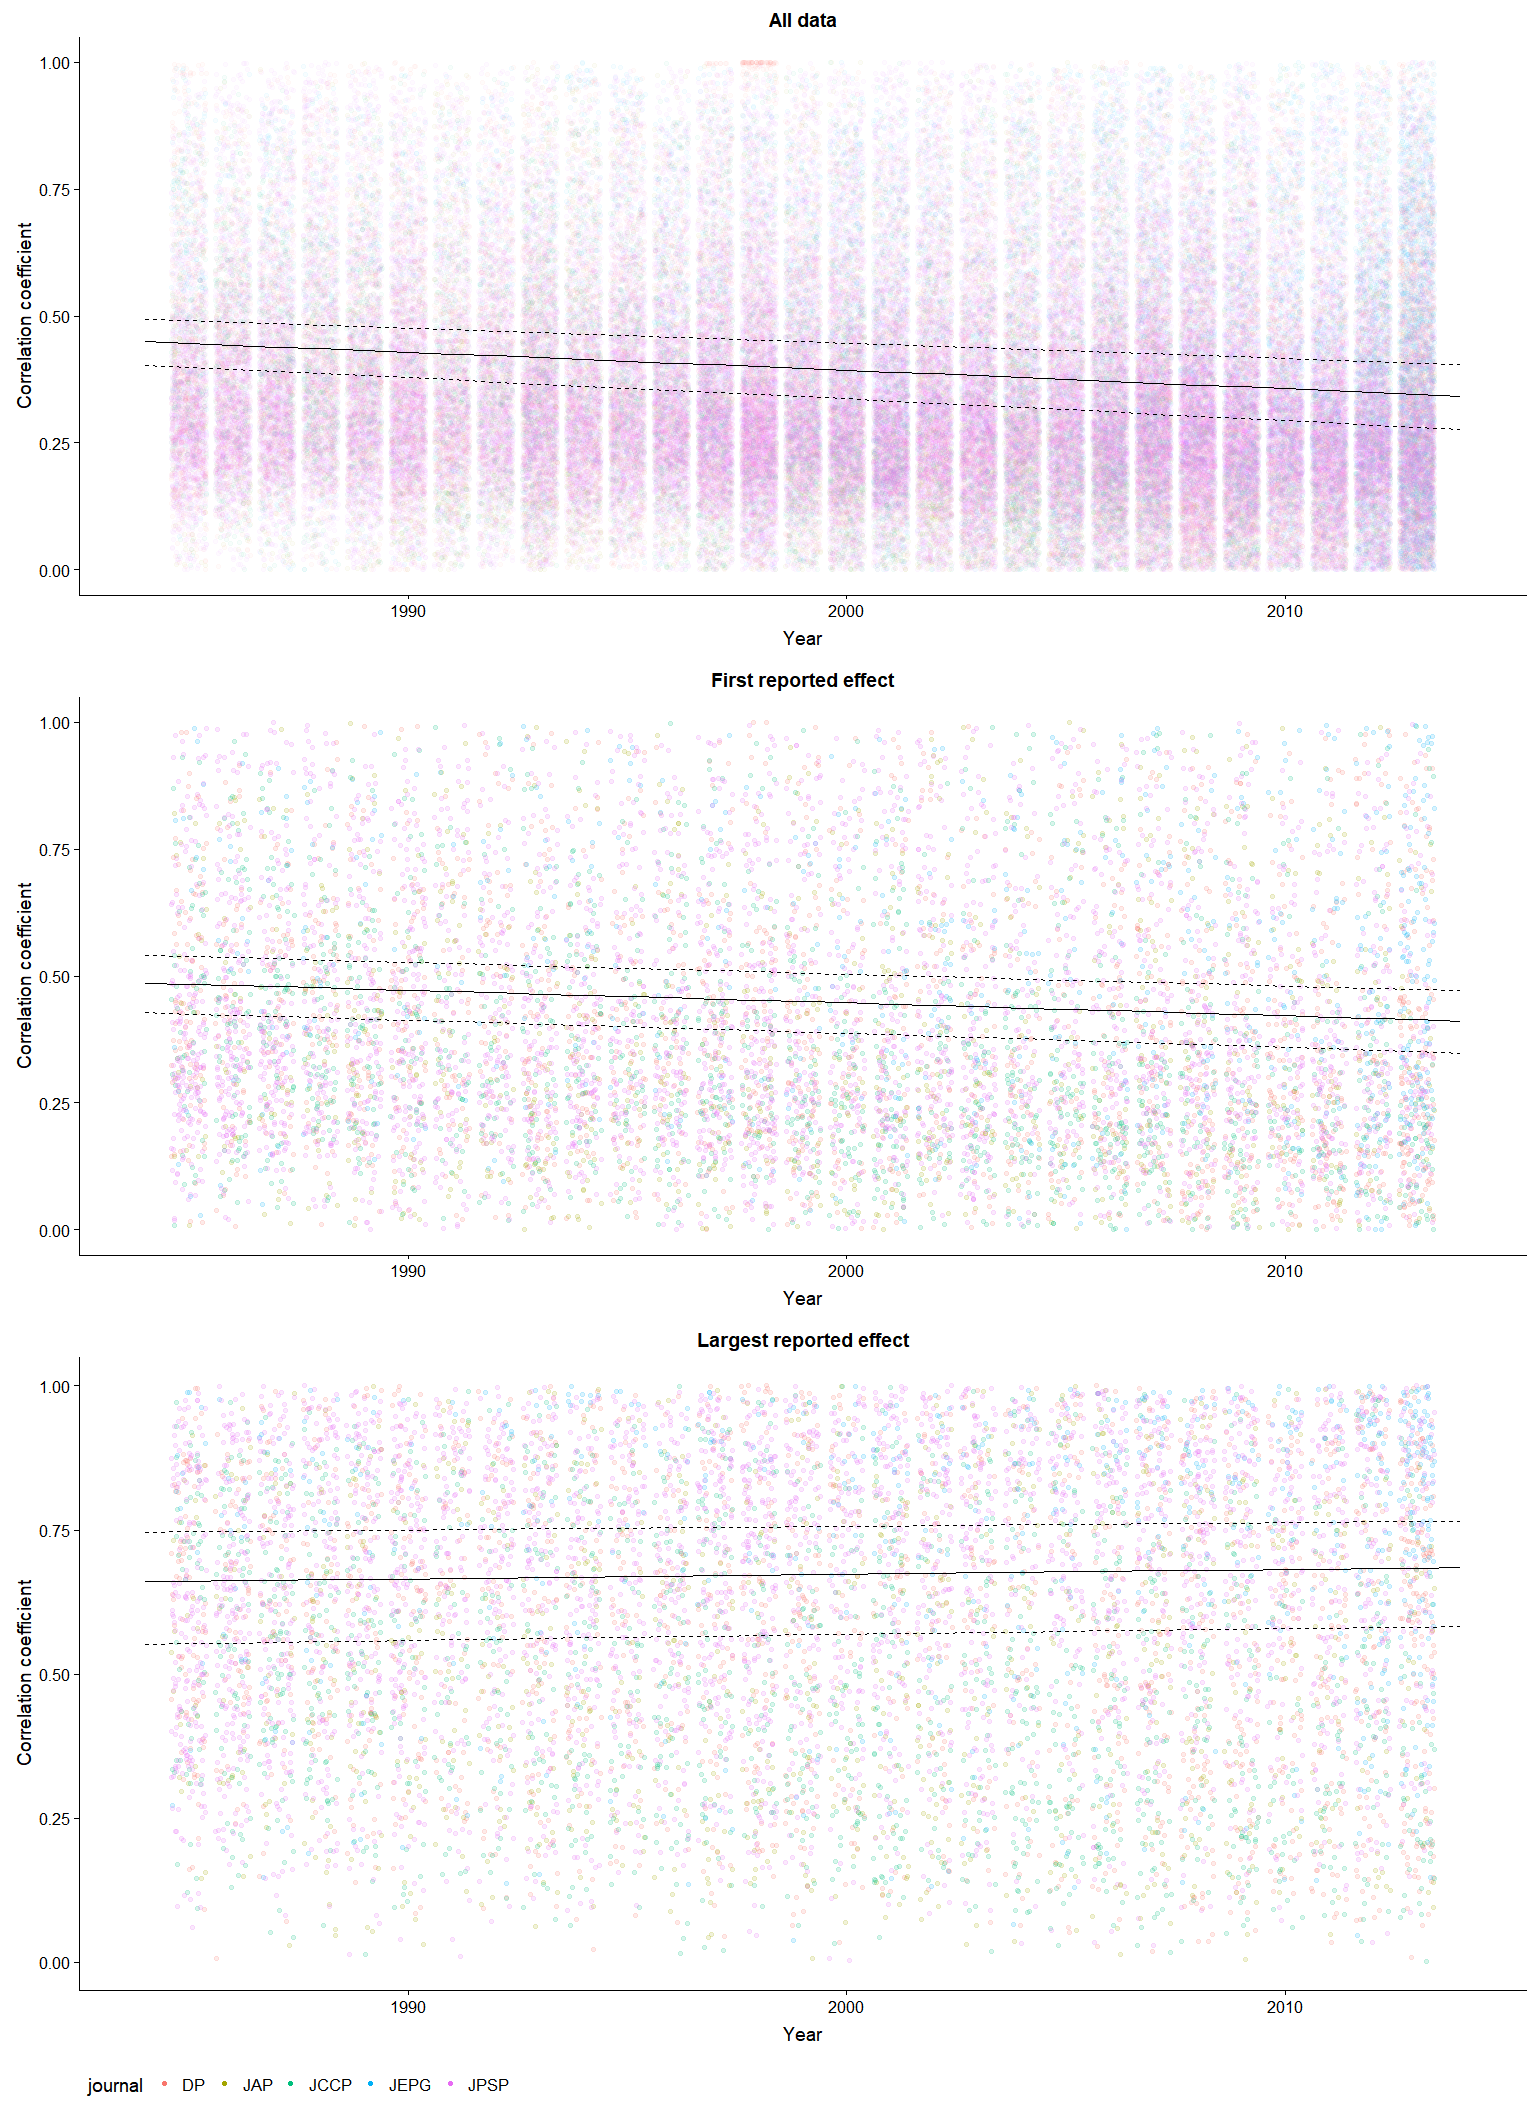 All data
1.00
0.75
0.50
0.25
0.00
Correlation coefficient
1990 2000 2010
Year
First reported effect
1.00
0.75
0.50
0.25
0.00
Correlation coefficient
1990 2000 2010
Year
Largest reported effect
1.00
0.75
0.50
0.25
0.00
Correlation coefficient
1990 2000 2010
Year
journal DP JAP JCCP JEPG JPSP